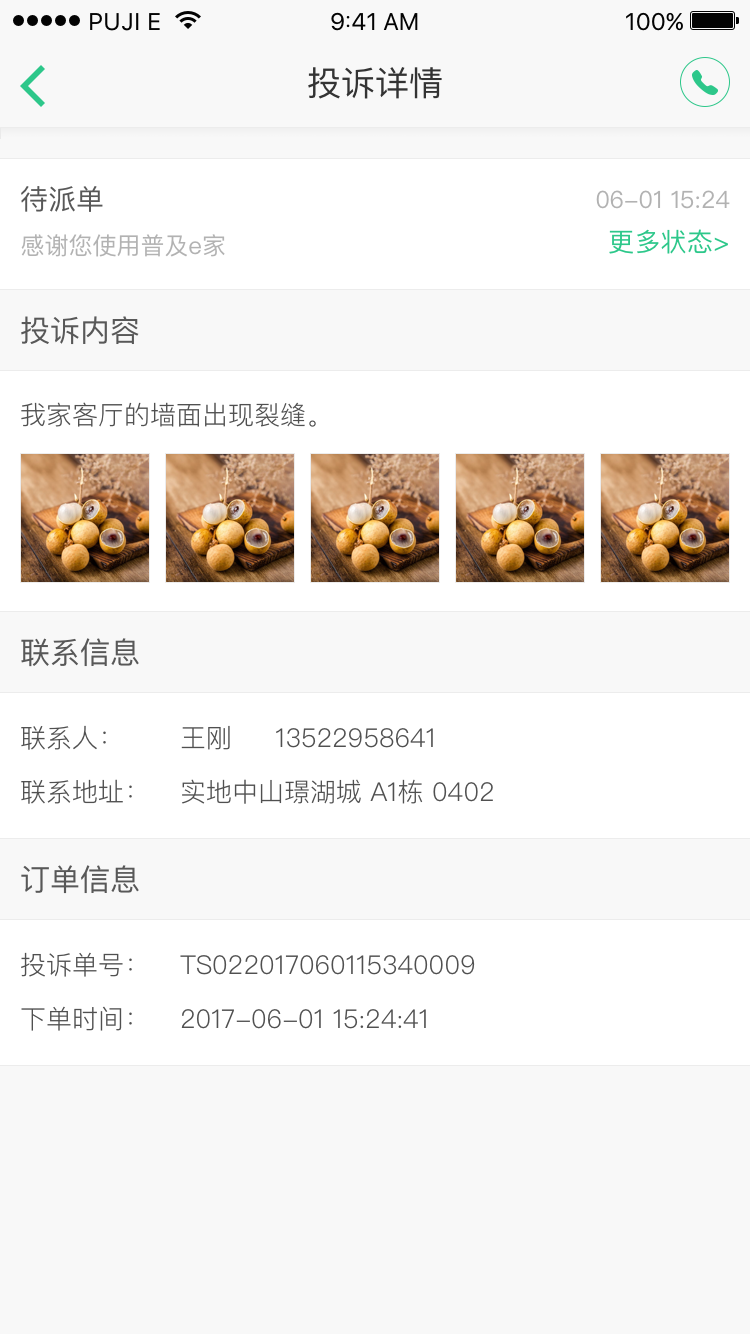 PUJI E 9:41 AM 100%
投诉详情
待派单 06-01 15:24
感谢您使用普及e家 更多状态>
投诉内容
我家客厅的墙面出现裂缝。
联系信息
联系人: 王刚 13522958641
联系地址: 实地中山璟湖城 A1栋 0402
订单信息
投诉单号: TS022017060115340009
下单时间: 2017-06-01 15:24:41